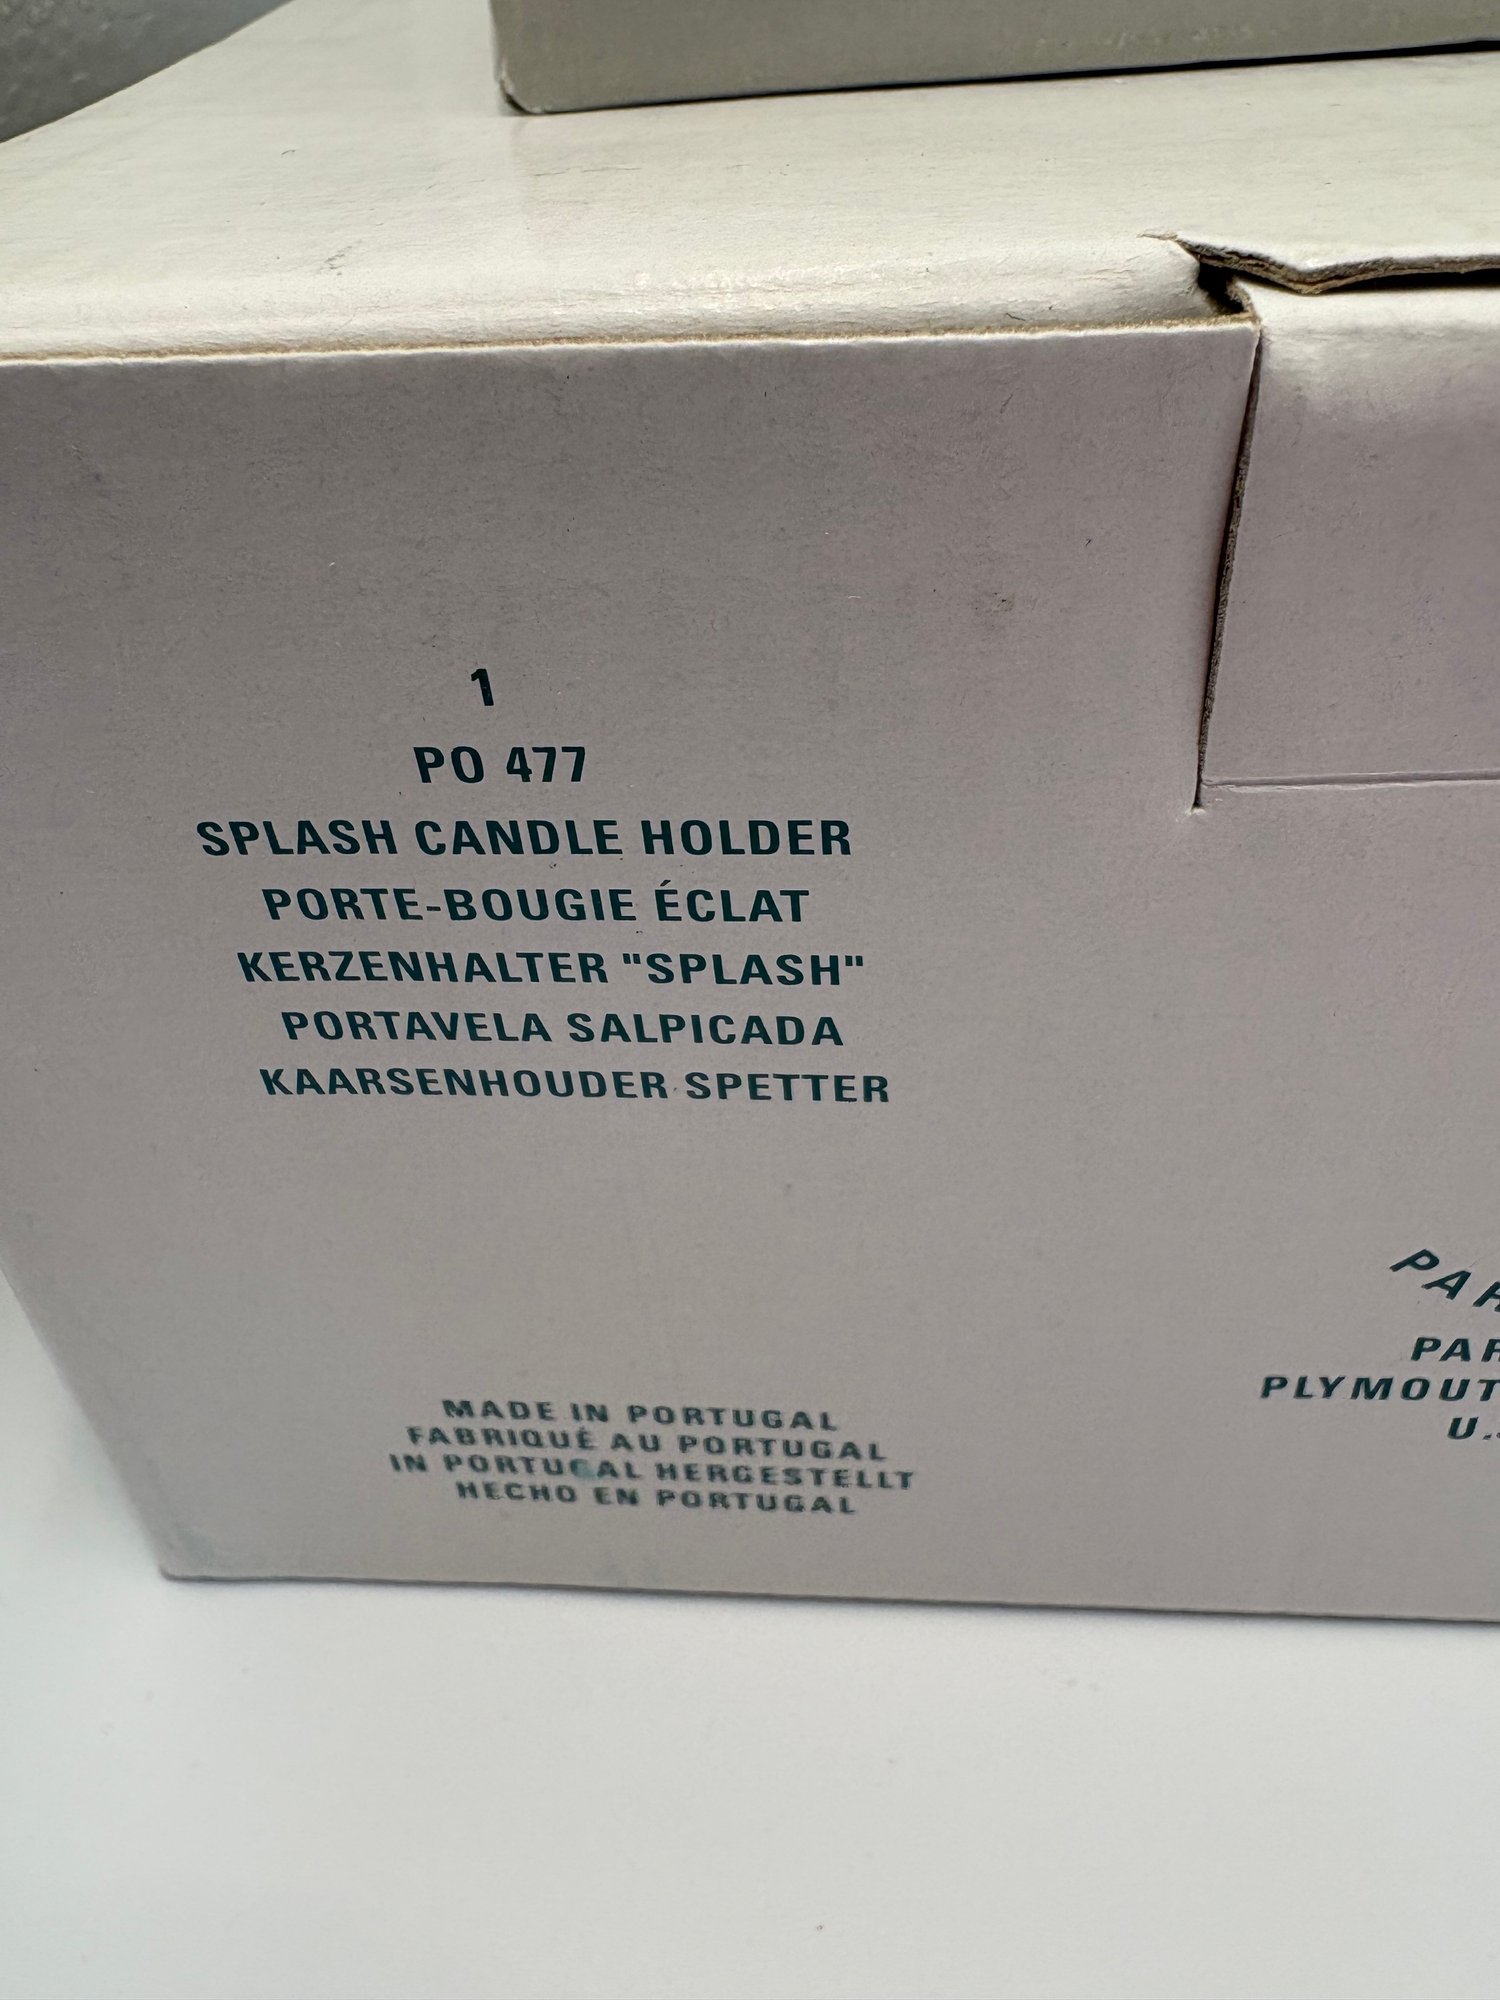 1
PO 477
SPLASH CANDLE HOLDER
PORTE-BOUGIE ÉCLAT
KERZENHALTER "SPLASH"
PORTAVELA SALPICADA
KAARSENHOUDER SPETTER
MADE IN PORTUGAL
FABRIQUÉ AU PORTUGAL
IN PORTUGAL HERGESTELLT
HECHO EN PORTUGAL